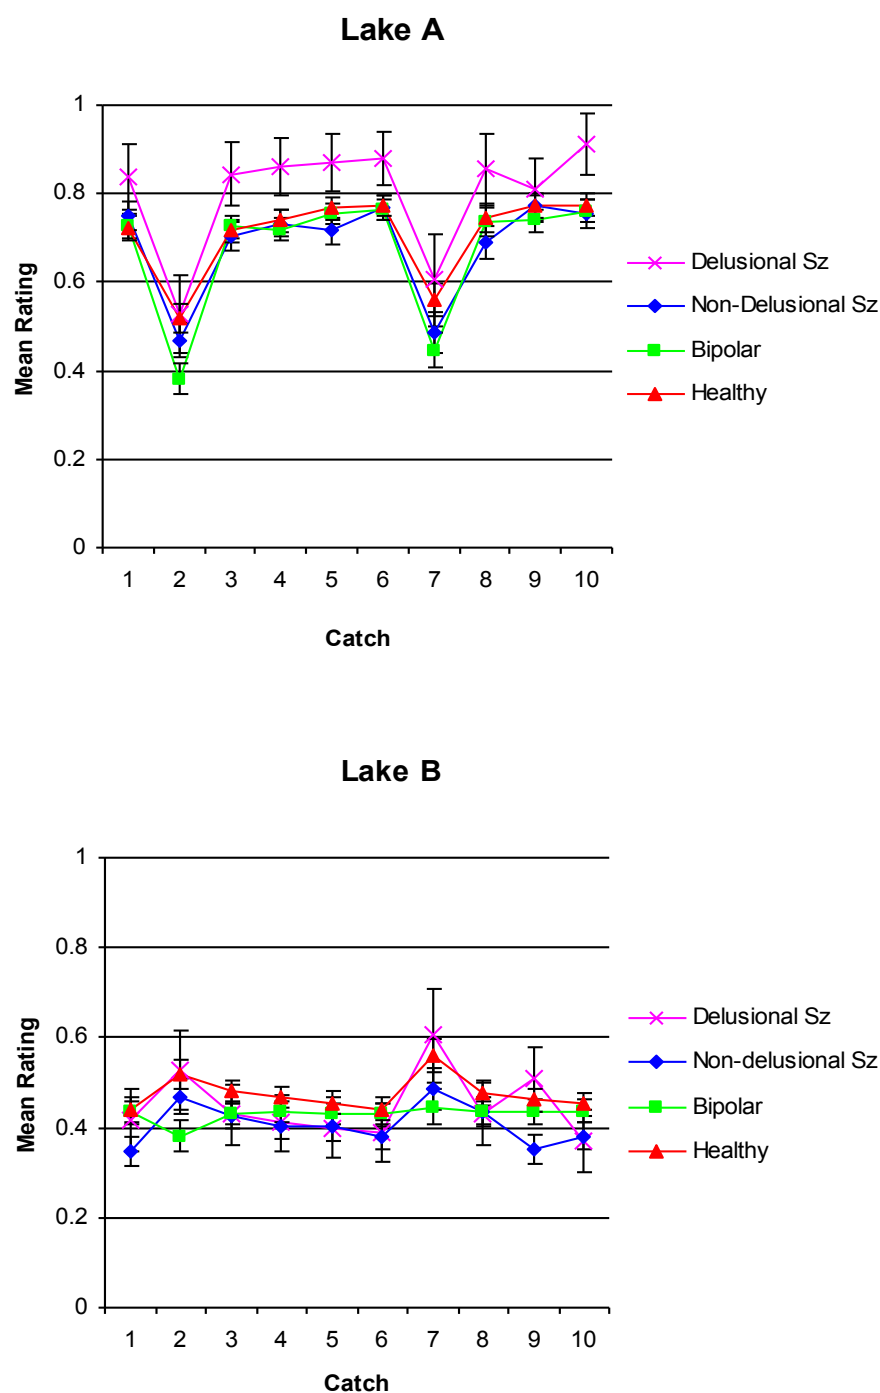 Lake A
Mean Rating
1
0.8
0.6
0.4
0.2
0
1 2 3 4 5 6 7 8 9 10
Catch
Delusional Sz
Non-Delusional Sz
Bipolar
Healthy
Lake B
Mean Rating
1
0.8
0.6
0.4
0.2
0
1 2 3 4 5 6 7 8 9 10
Catch
Delusional Sz
Non-delusional Sz
Bipolar
Healthy